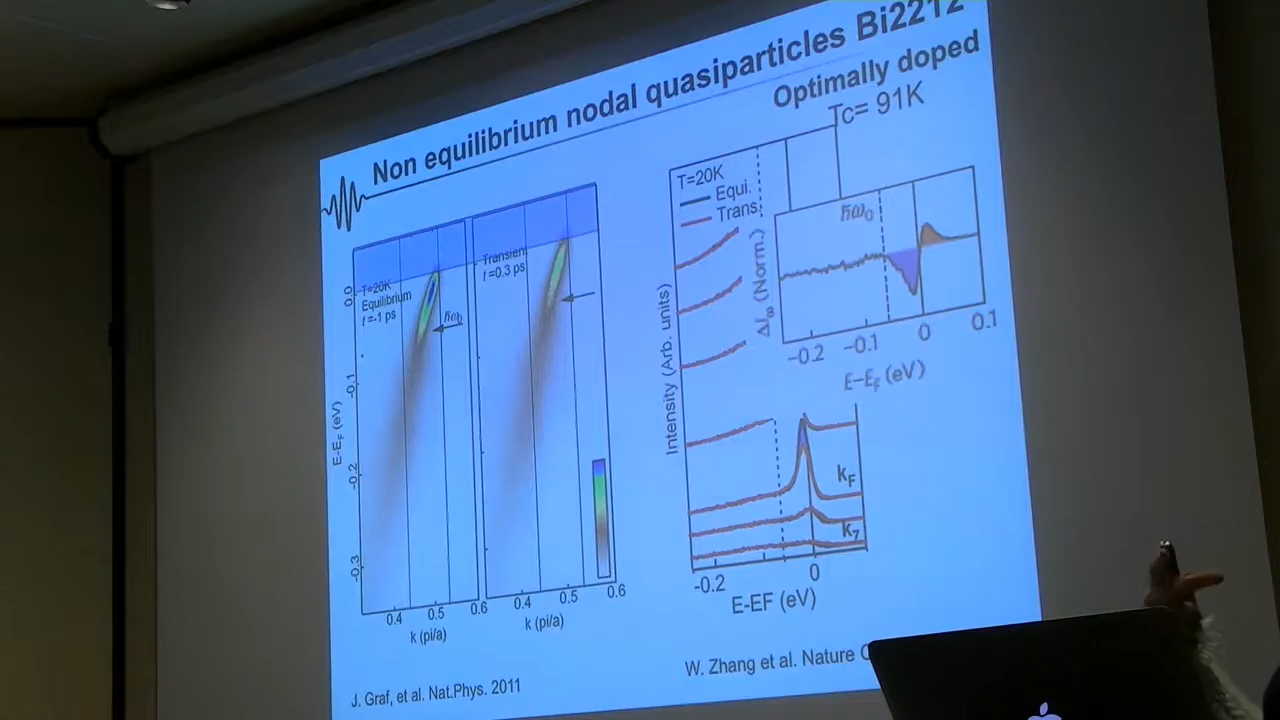 Non equilibrium nodal quasiparticles Bi2212
Optimally doped
Tc= 91K
T=20K
Equilibrium
t=-1 ps
ℏω₀
Transient
t=0.3 ps
0.0
-0.1
-0.2
-0.3
E-EF (eV)
0.4 0.5 0.6
k (pi/a)
0.4 0.5 0.6
k (pi/a)
T=20K
Equi.
Trans.
Intensity (Arb. units)
ΔIω (Norm.)
ℏω₀
−0.2 −0.1 0 0.1
E−EF (eV)
kF
k7
-0.2 0
E-EF (eV)
J. Graf, et al. Nat.Phys. 2011
W. Zhang et al. Nature